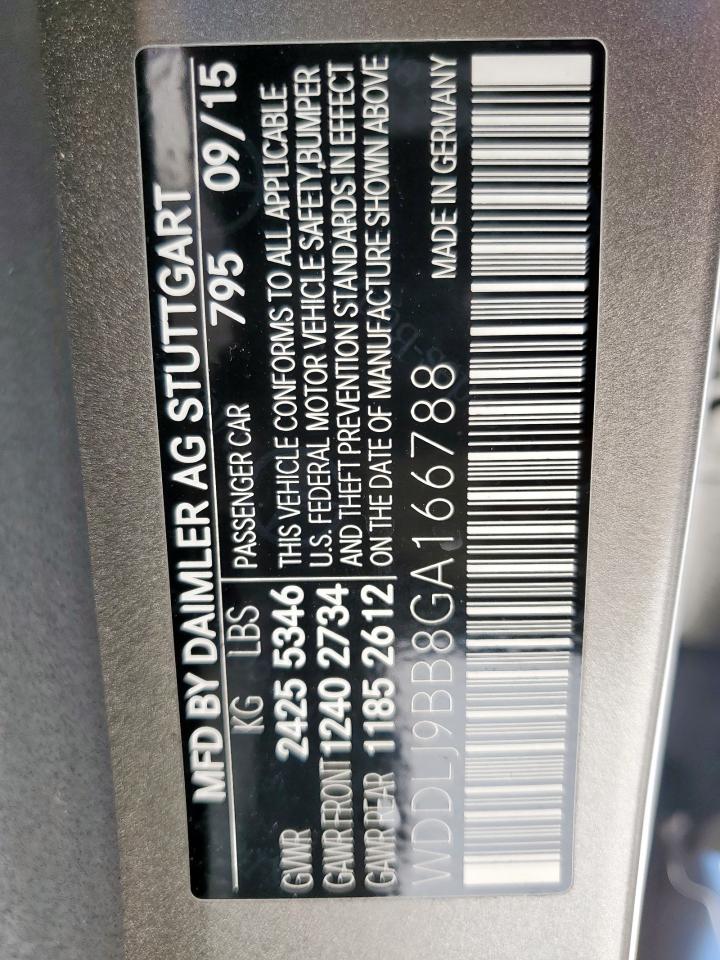 MFD BY DAIMLER AG STUTTGART
795 09/15
KG LBS
GVWR 2425 5346
GAWR FRONT 1240 2734
GAWR REAR 1185 2612
PASSENGER CAR
THIS VEHICLE CONFORMS TO ALL APPLICABLE
U.S. FEDERAL MOTOR VEHICLE SAFETY,BUMPER
AND THEFT PREVENTION STANDARDS IN EFFECT
ON THE DATE OF MANUFACTURE SHOWN ABOVE
WDDLJ9BB8GA166788
MADE IN GERMANY